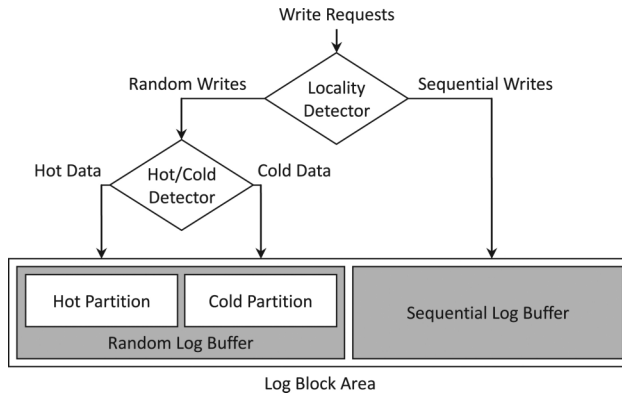 Write Requests
Random Writes
Locality
Detector
Sequential Writes
Hot Data
Hot/Cold
Detector
Cold Data
Hot Partition
Cold Partition
Random Log Buffer
Sequential Log Buffer
Log Block Area